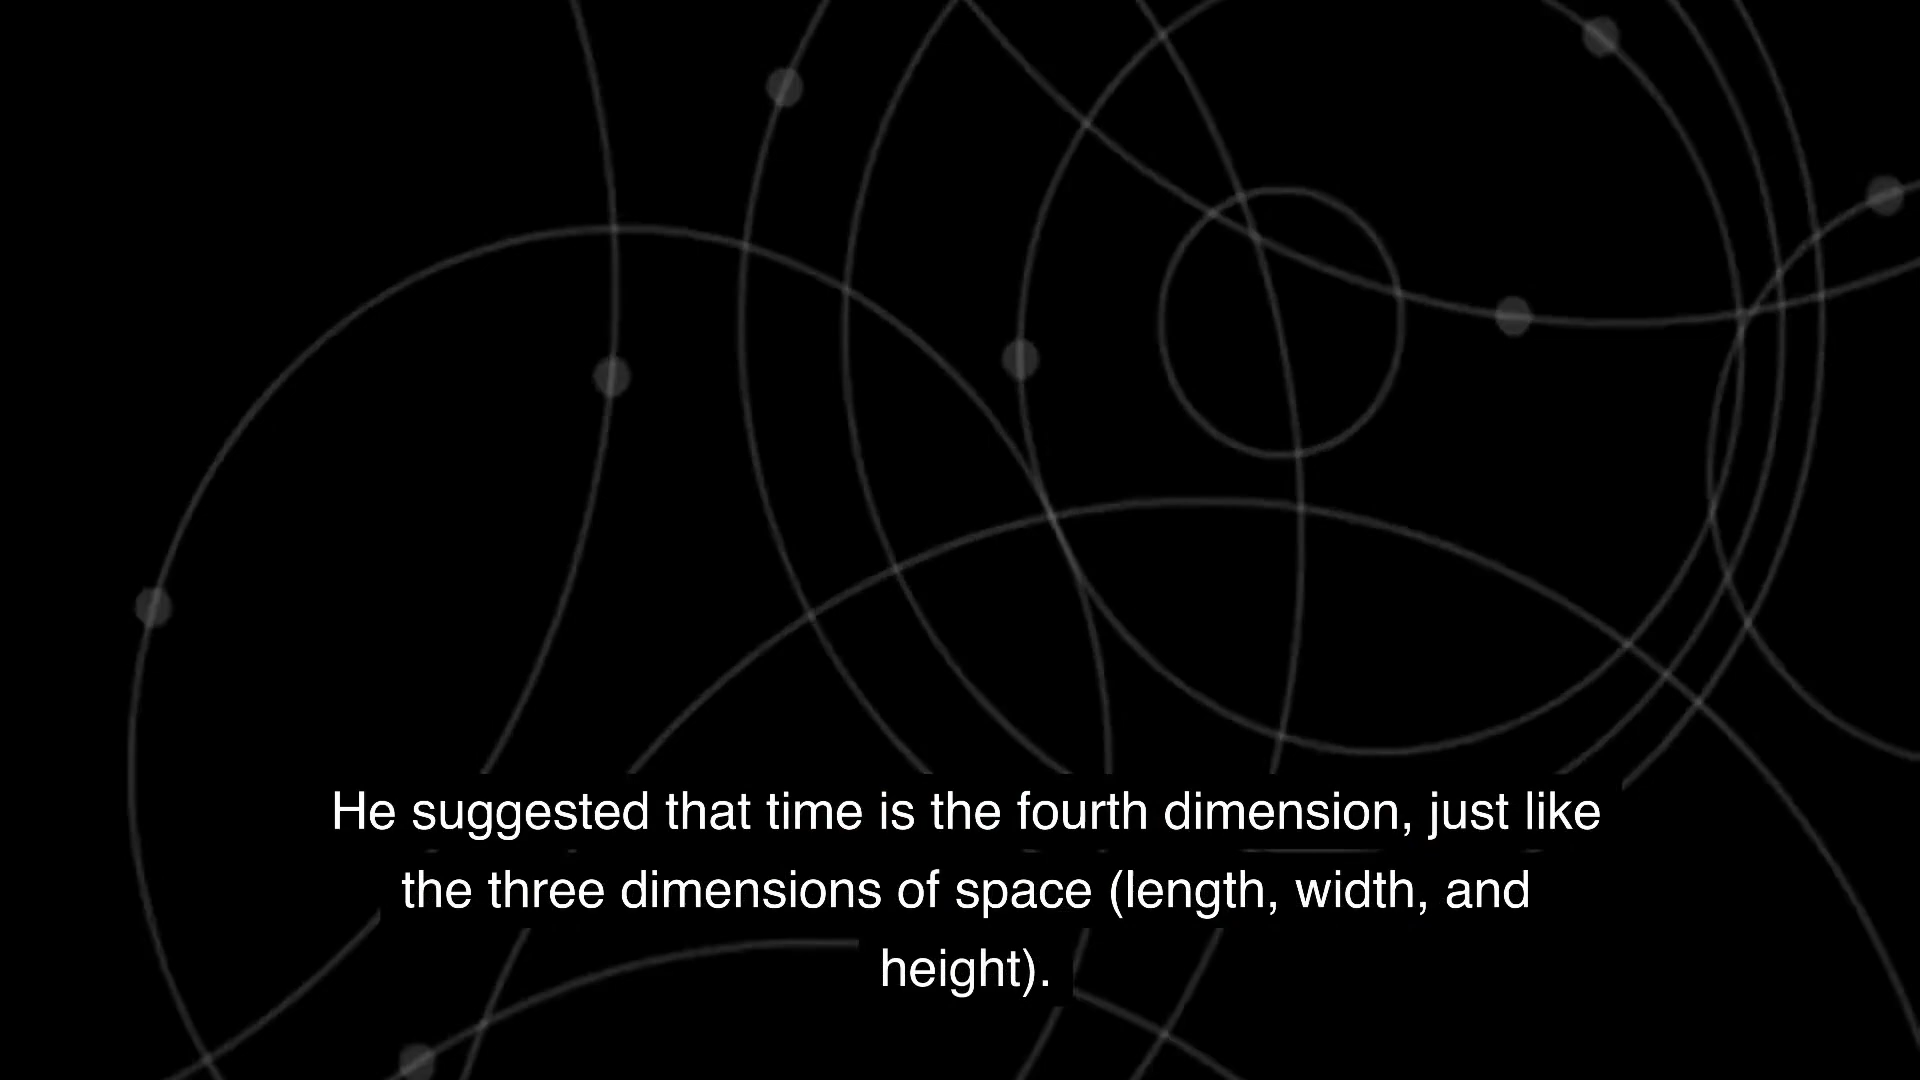 He suggested that time is the fourth dimension, just like
the three dimensions of space (length, width, and
height).